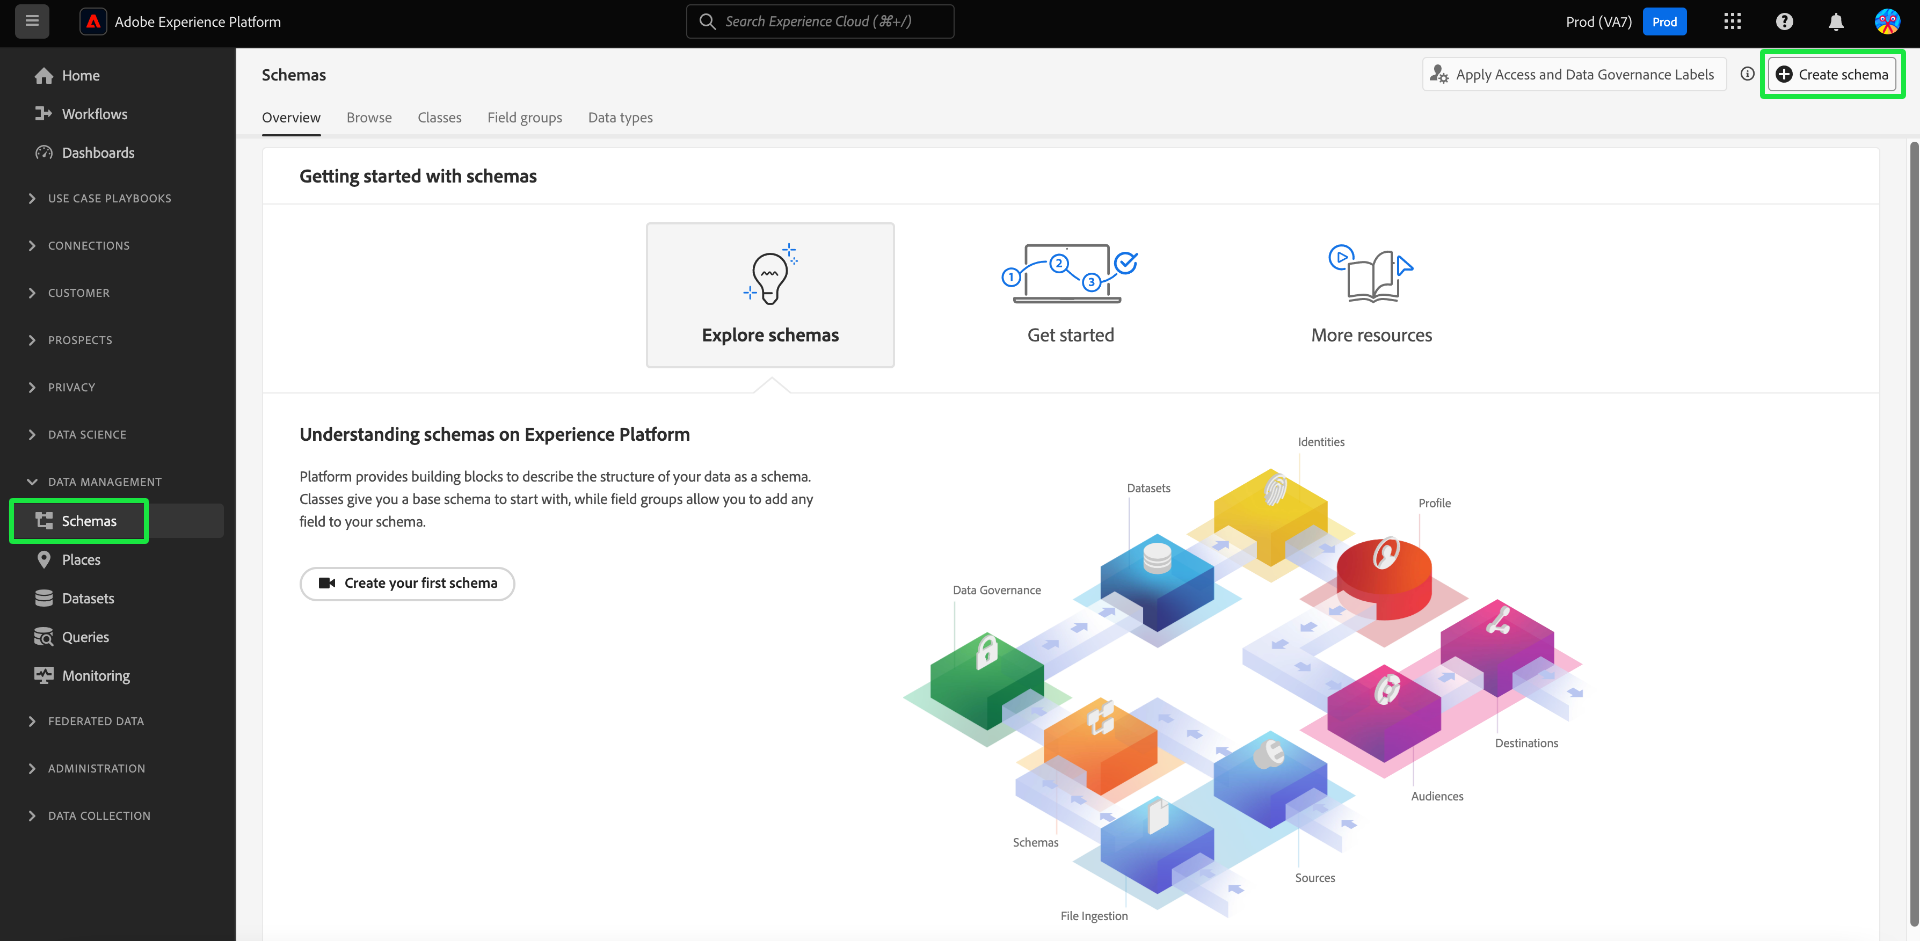 Adobe Experience Platform
Search Experience Cloud (⌘+/)
Prod (VA7)
Prod
Home
Workflows
Dashboards
USE CASE PLAYBOOKS
CONNECTIONS
CUSTOMER
PROSPECTS
PRIVACY
DATA SCIENCE
DATA MANAGEMENT
Schemas
Places
Datasets
Queries
Monitoring
FEDERATED DATA
ADMINISTRATION
DATA COLLECTION
Schemas
Apply Access and Data Governance Labels
Create schema
Overview
Browse
Classes
Field groups
Data types
Getting started with schemas
Explore schemas
1
2
3
Get started
More resources
Understanding schemas on Experience Platform
Platform provides building blocks to describe the structure of your data as a schema.
Classes give you a base schema to start with, while field groups allow you to add any
field to your schema.
Create your first schema
Identities
Datasets
Profile
Data Governance
Destinations
Audiences
Schemas
Sources
File Ingestion